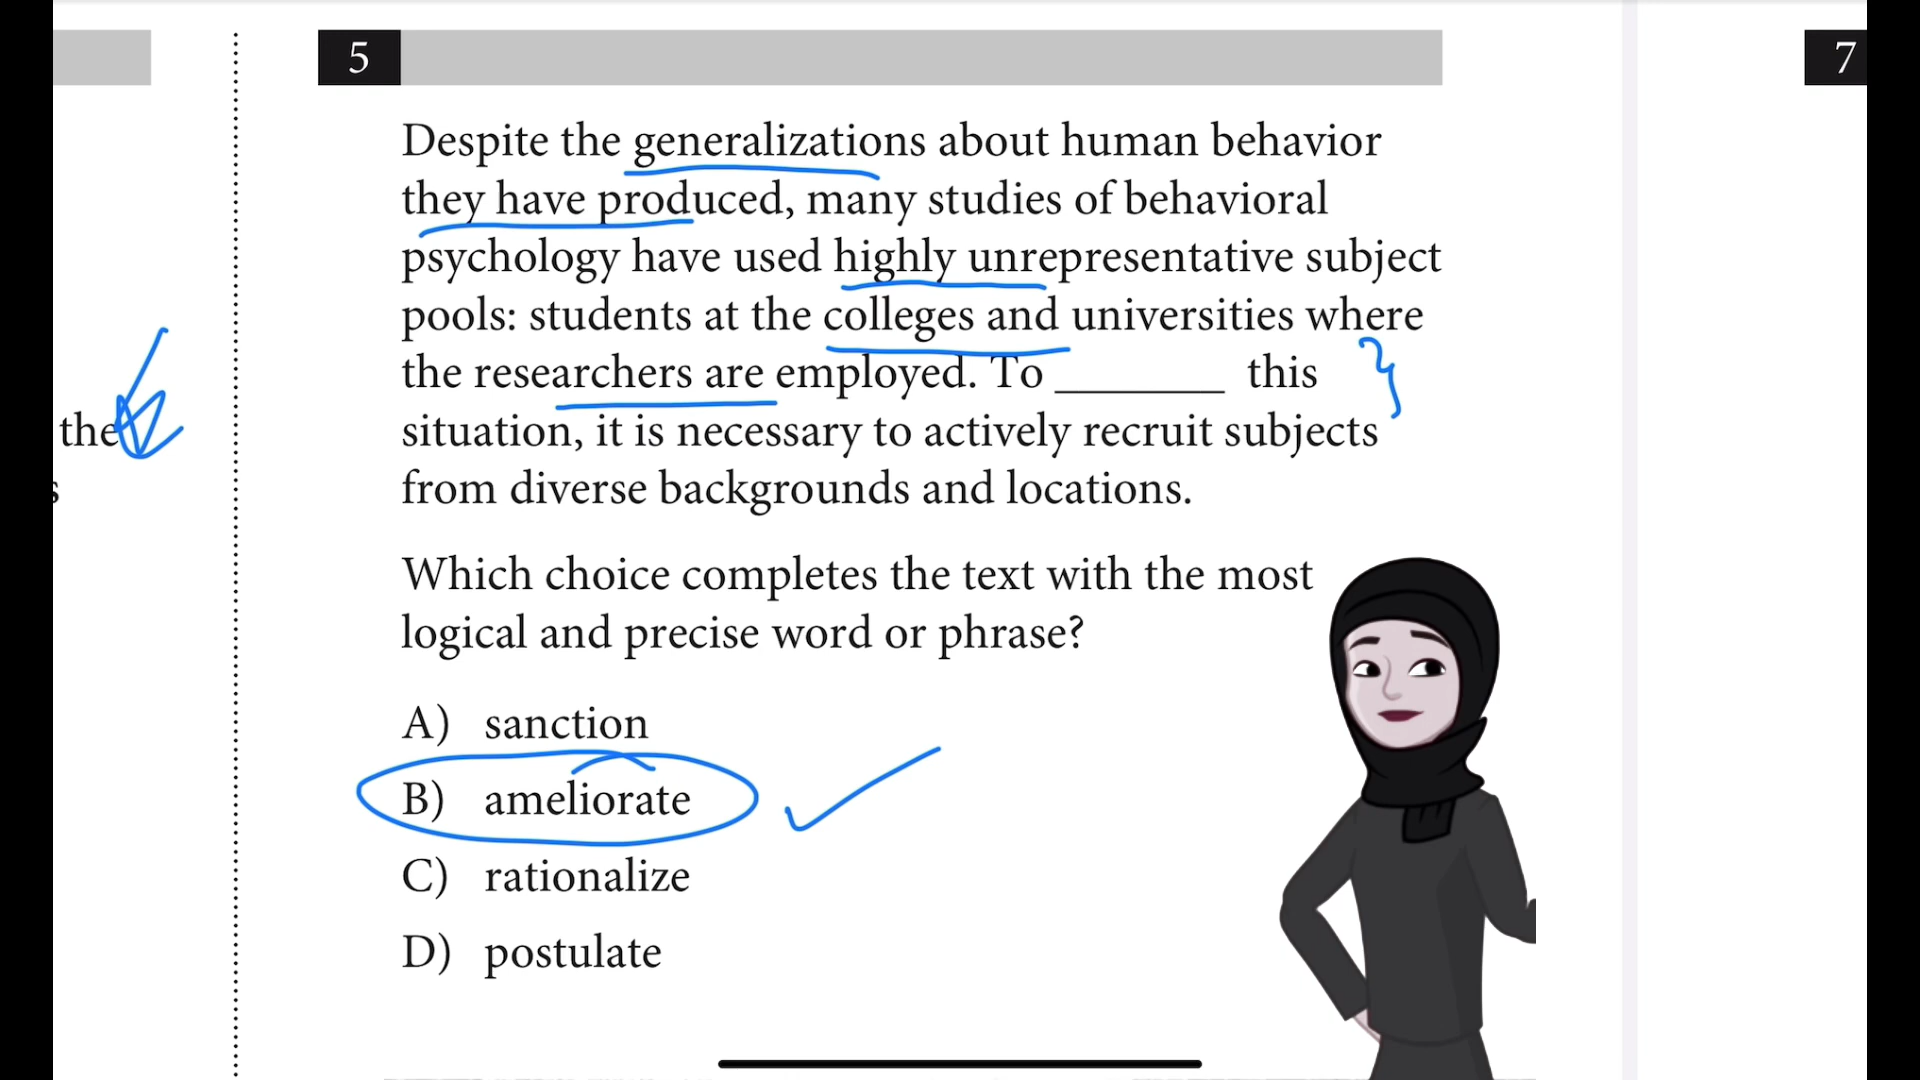 5
7
Despite the generalizations about human behavior
they have produced, many studies of behavioral
psychology have used highly unrepresentative subject
pools: students at the colleges and universities where
the researchers are employed. To ________ this
situation, it is necessary to actively recruit subjects
from diverse backgrounds and locations.
the
s
Which choice completes the text with the most
logical and precise word or phrase?
A) sanction
B) ameliorate
C) rationalize
D) postulate